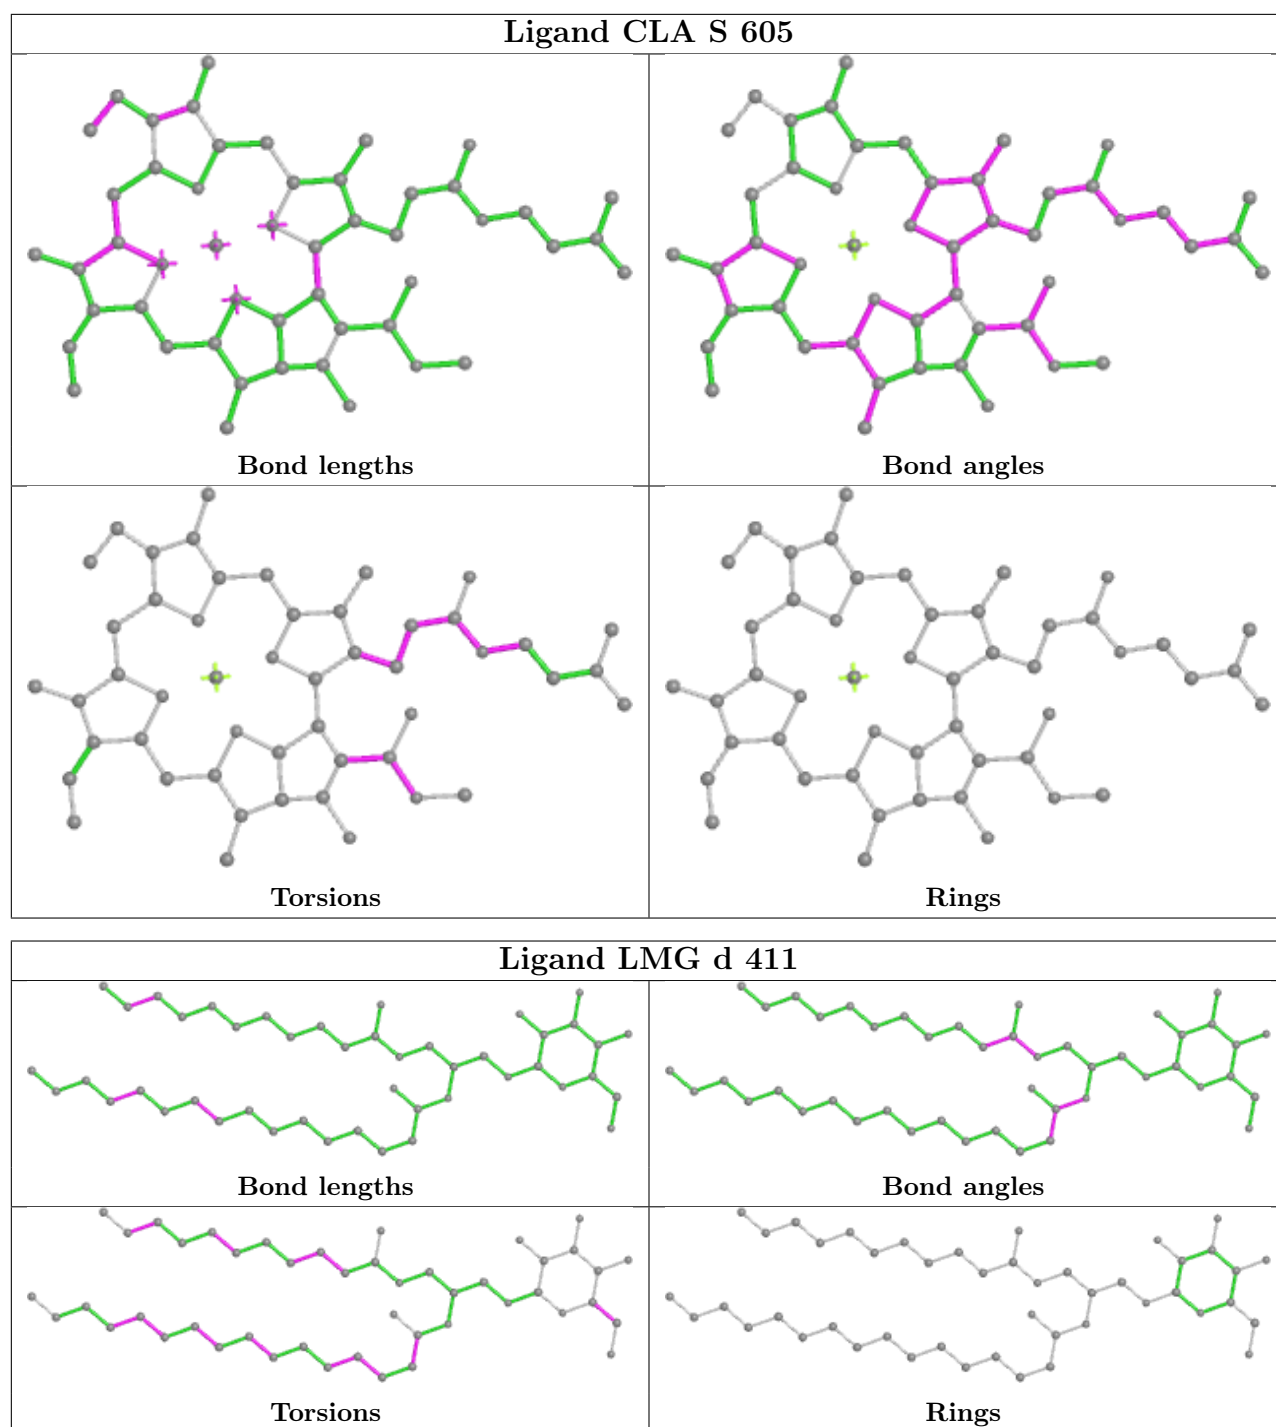 Ligand CLA S 605
Bond lengths
Bond angles
Torsions
Rings
Ligand LMG d 411
Bond lengths
Bond angles
Torsions
Rings